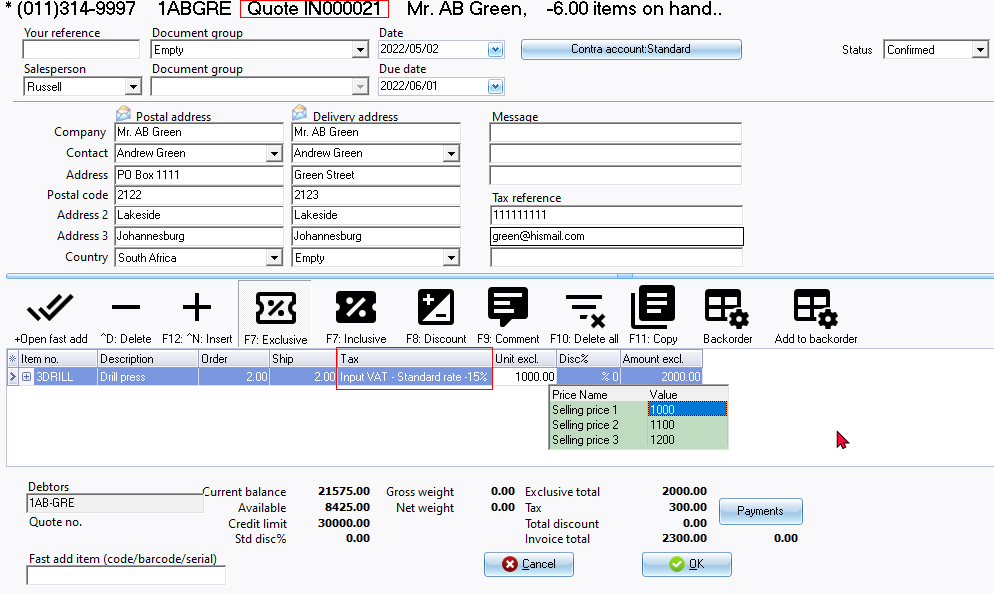 * (011)314-9997 1ABGRE Quote IN000021 Mr. AB Green, -6.00 items on hand..
Your reference Document group Date
Empty 2022/05/02 Contra account:Standard Status Confirmed
Salesperson Document group Due date
Russell 2022/06/01
Postal address Delivery address Message
Company Mr. AB Green Mr. AB Green
Contact Andrew Green Andrew Green
Address PO Box 1111 Green Street
Postal code 2122 2123 Tax reference
Address 2 Lakeside Lakeside 111111111
Address 3 Johannesburg Johannesburg green@hismail.com
Country South Africa Empty
+Open fast add ^D: Delete F12: ^N: Insert F7: Exclusive F7: Inclusive F8: Discount F9: Comment F10: Delete all F11: Copy Backorder Add to backorder
Item no. Description Order Ship Tax Unit excl. Disc% Amount excl.
3DRILL Drill press 2.00 2.00 Input VAT - Standard rate -15% 1000.00 % 0 2000.00
Price Name Value
Selling price 1 1000
Selling price 2 1100
Selling price 3 1200
Debtors Current balance 21575.00 Gross weight 0.00 Exclusive total 2000.00
1AB-GRE Available 8425.00 Net weight 0.00 Tax 300.00 Payments
Quote no. Credit limit 30000.00 Total discount 0.00
Std disc% 0.00 Invoice total 2300.00 0.00
Fast add item (code/barcode/serial) Cancel OK